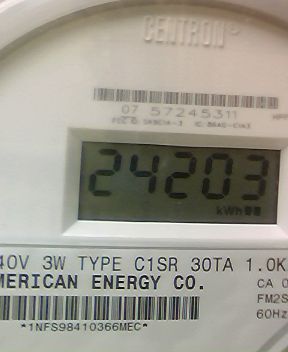 CENTRON®
07 57245311
24203
kWh
40V 3W TYPE C1SR 30TA 1.0K
MERICAN ENERGY CO.
CA 0
FM2S
60Hz
*1NFS98410366MEC*